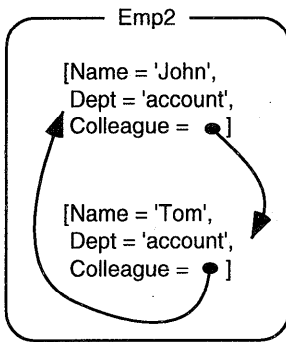 Emp2
[Name = 'John',
Dept = 'account',
Colleague = ]
[Name = 'Tom',
Dept = 'account',
Colleague = ]